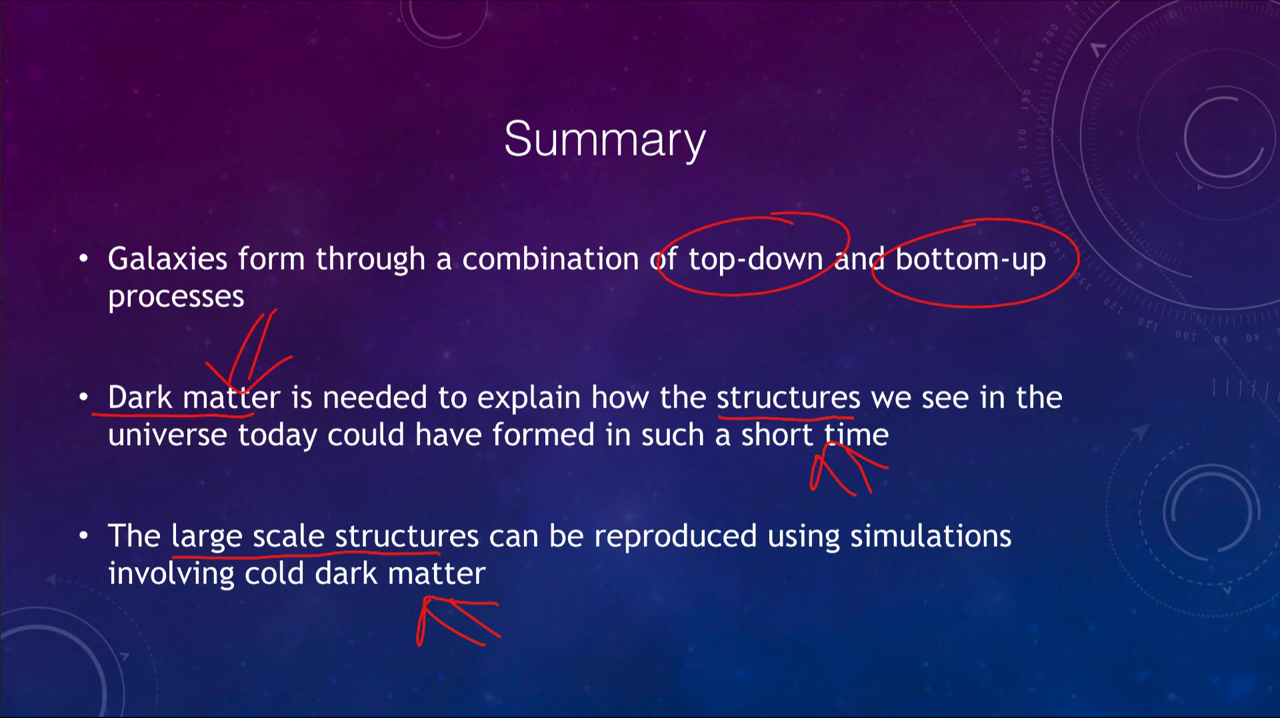 Summary
• Galaxies form through a combination of top-down and bottom-up
processes
• Dark matter is needed to explain how the structures we see in the
universe today could have formed in such a short time
• The large scale structures can be reproduced using simulations
involving cold dark matter